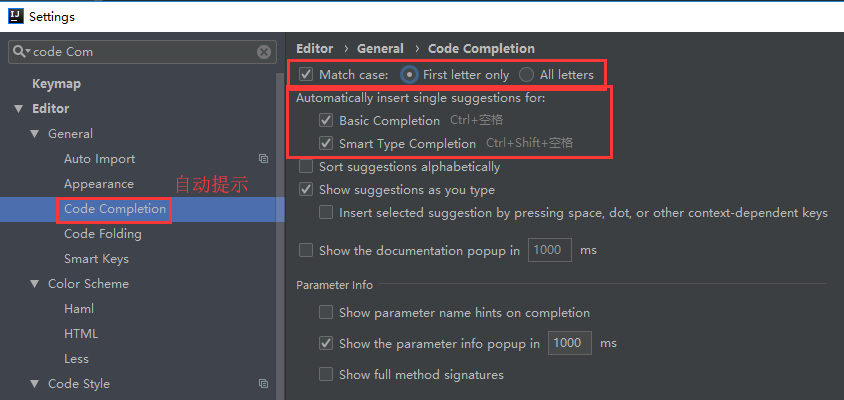 IJ Settings
code Com
Keymap
Editor
General
Auto Import
Appearance
自动提示
Code Completion
Code Folding
Smart Keys
Color Scheme
Haml
HTML
Less
Code Style
Editor › General › Code Completion
Match case: First letter only All letters
Automatically insert single suggestions for:
Basic Completion Ctrl+空格
Smart Type Completion Ctrl+Shift+空格
Sort suggestions alphabetically
Show suggestions as you type
Insert selected suggestion by pressing space, dot, or other context-dependent keys
Show the documentation popup in 1000 ms
Parameter Info
Show parameter name hints on completion
Show the parameter info popup in 1000 ms
Show full method signatures